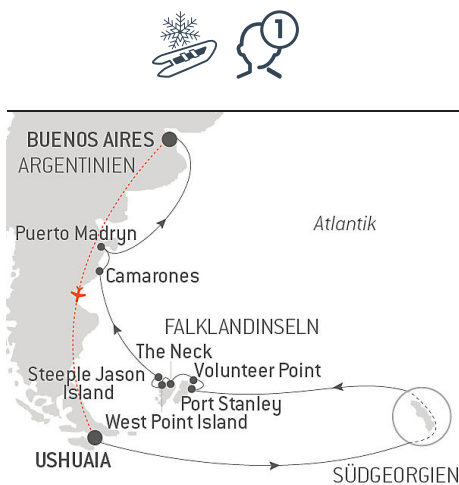 1
BUENOS AIRES
ARGENTINIEN
Atlantik
Puerto Madryn
Camarones
FALKLANDINSELN
The Neck
Steeple Jason
Island
Volunteer Point
Port Stanley
West Point Island
USHUAIA
SÜDGEORGIEN